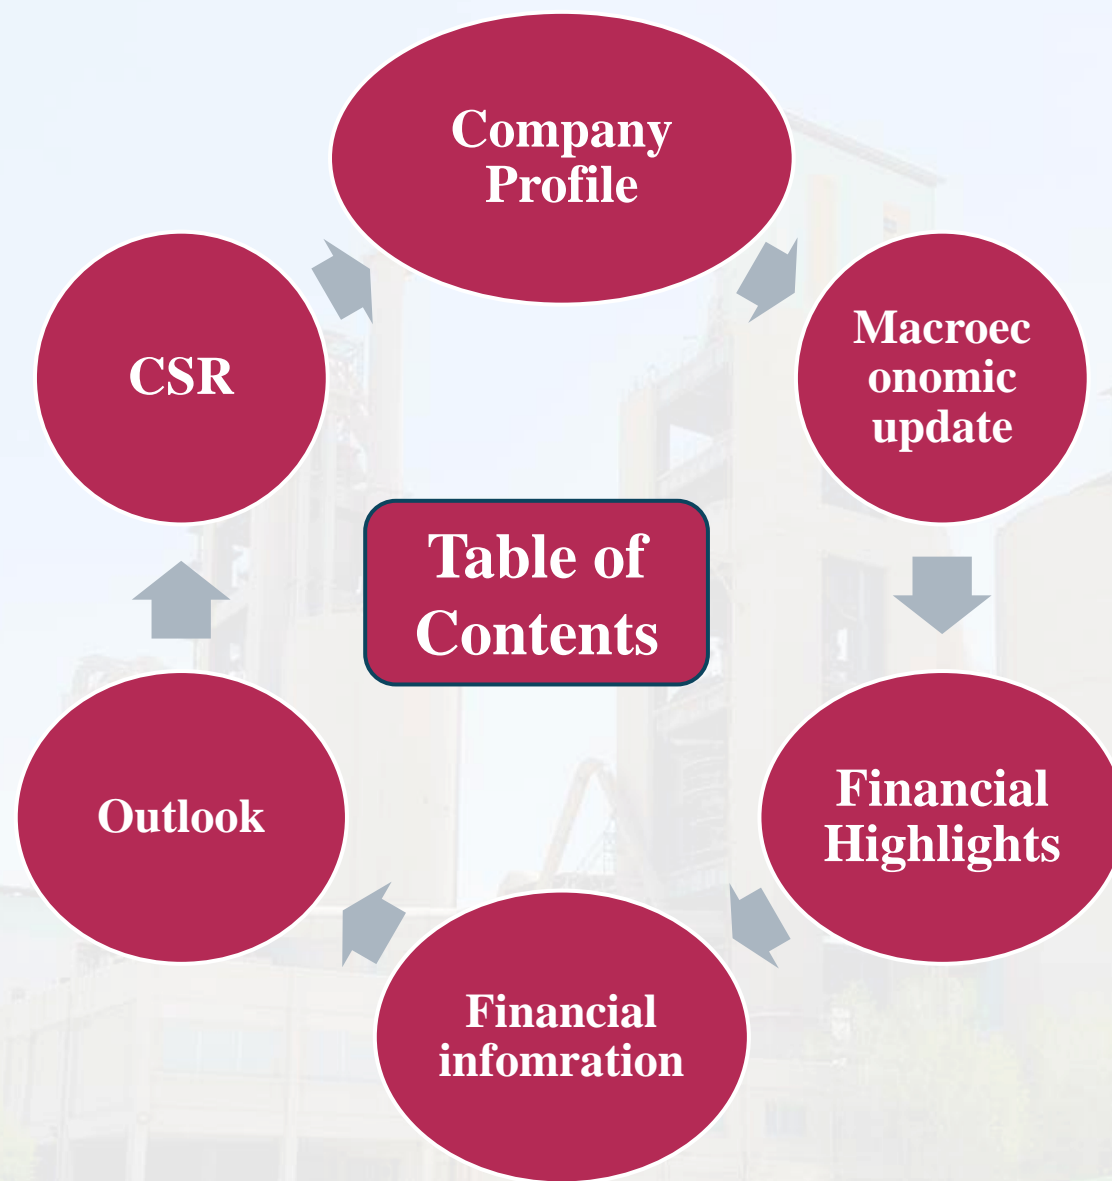 Company
Profile
Macroec
onomic
update
Financial
Highlights
Financial
infomration
Outlook
CSR
Table of
Contents